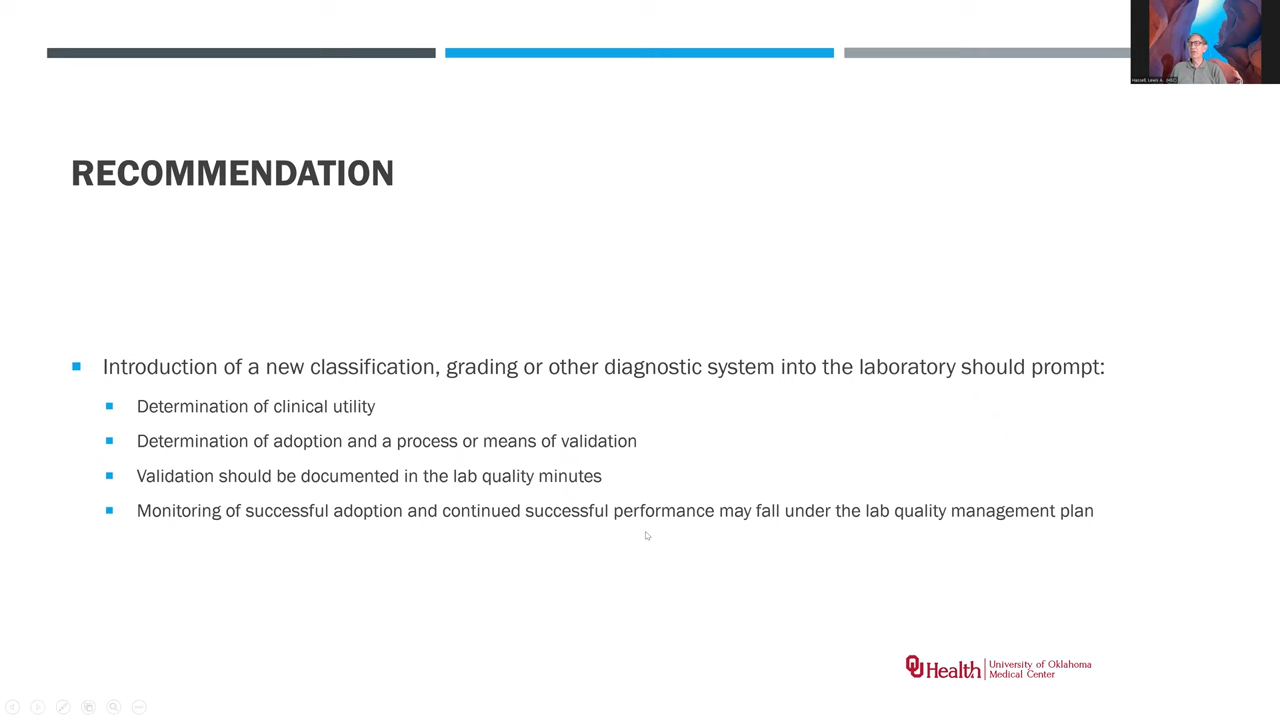 Hassell, Lewis A. (HSC)
RECOMMENDATION
Introduction of a new classification, grading or other diagnostic system into the laboratory should prompt:
Determination of clinical utility
Determination of adoption and a process or means of validation
Validation should be documented in the lab quality minutes
Monitoring of successful adoption and continued successful performance may fall under the lab quality management plan
OU Health University of Oklahoma
Medical Center